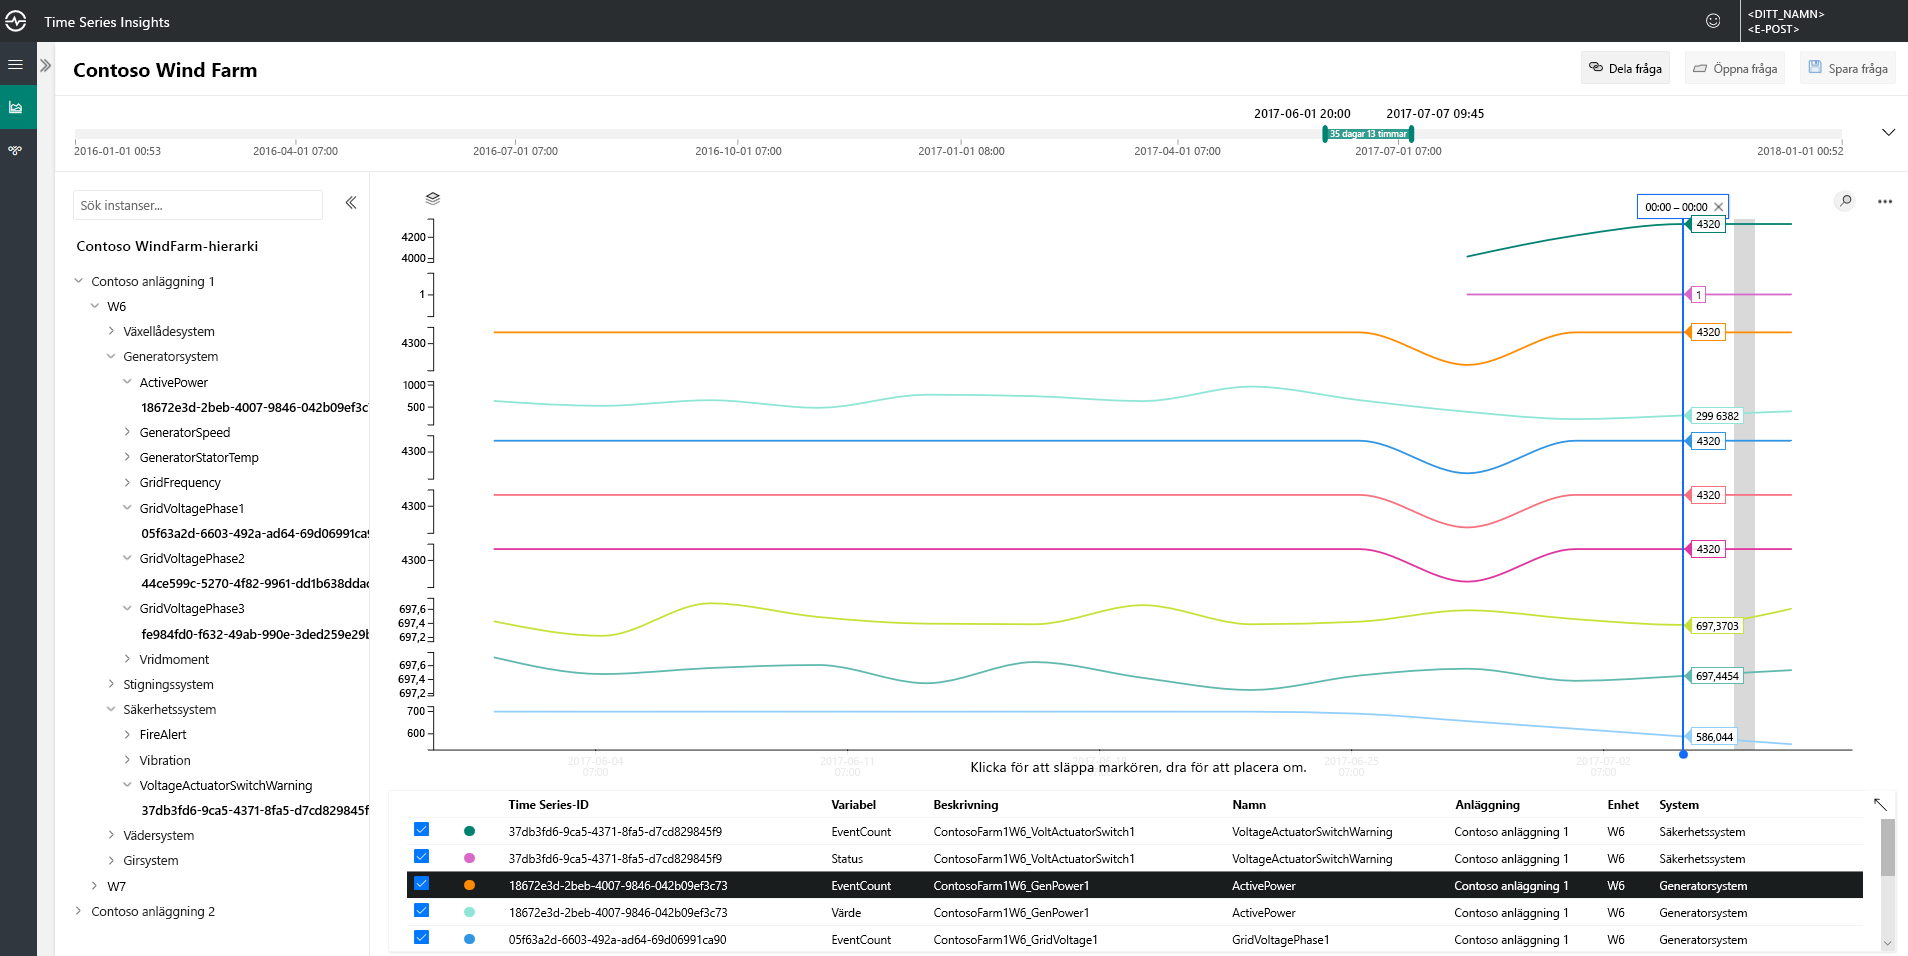 Time Series Insights
<DITT_NAMN>
<E-POST>
Contoso Wind Farm
Dela fråga
Öppna fråga
Spara fråga
2017-06-01 20:00
2017-07-07 09:45
35 dagar 13 timmar
2016-01-01 00:53
2016-04-01 07:00
2016-07-01 07:00
2016-10-01 07:00
2017-01-01 08:00
2017-04-01 07:00
2017-07-01 07:00
2018-01-01 00:52
Sök instanser...
Contoso WindFarm-hierarki
Contoso anläggning 1
W6
Växellådesystem
Generatorsystem
ActivePower
18672e3d-2beb-4007-9846-042b09ef3c
GeneratorSpeed
GeneratorStatorTemp
GridFrequency
GridVoltagePhase1
05f63a2d-6603-492a-ad64-69d06991ca9
GridVoltagePhase2
44ce599c-5270-4f82-9961-dd1b638ddac
GridVoltagePhase3
fe984fd0-f632-49ab-990e-3ded259e29b
Vridmoment
Stigningssystem
Säkerhetssystem
FireAlert
Vibration
VoltageActuatorSwitchWarning
37db3fd6-9ca5-4371-8fa5-d7cd829845f
Vädersystem
Girsystem
W7
Contoso anläggning 2
00:00 – 00:00
4200
4000
4320
1
1
4300
4320
1000
500
299 6382
4300
4320
4300
4320
4300
4320
697,6
697,4
697,2
697,3703
697,6
697,4
697,2
697,4454
700
600
586,044
2017-06-04
07:00
2017-06-11
07:00
2017-06-25
07:00
2017-07-02
07:00
Klicka för att släppa markören, dra för att placera om.
Time Series-ID Variabel Beskrivning Namn Anläggning Enhet System
37db3fd6-9ca5-4371-8fa5-d7cd829845f9 EventCount ContosoFarm1W6_VoltActuatorSwitch1 VoltageActuatorSwitchWarning Contoso anläggning 1 W6 Säkerhetssystem
37db3fd6-9ca5-4371-8fa5-d7cd829845f9 Status ContosoFarm1W6_VoltActuatorSwitch1 VoltageActuatorSwitchWarning Contoso anläggning 1 W6 Säkerhetssystem
18672e3d-2beb-4007-9846-042b09ef3c73 EventCount ContosoFarm1W6_GenPower1 ActivePower Contoso anläggning 1 W6 Generatorsystem
18672e3d-2beb-4007-9846-042b09ef3c73 Värde ContosoFarm1W6_GenPower1 ActivePower Contoso anläggning 1 W6 Generatorsystem
05f63a2d-6603-492a-ad64-69d06991ca90 EventCount ContosoFarm1W6_GridVoltage1 GridVoltagePhase1 Contoso anläggning 1 W6 Generatorsystem